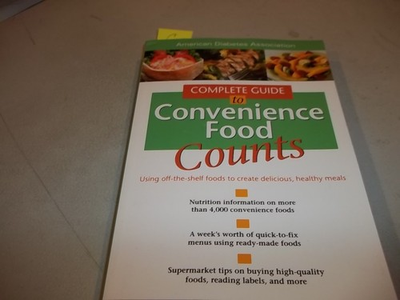 American Diabetes Association
COMPLETE GUIDE
to
Convenience
Food
Counts
Using off-the-shelf foods to create delicious, healthy meals
Nutrition information on more
than 4,000 convenience foods
A week's worth of quick-to-fix
menus using ready-made foods
Supermarket tips on buying high-quality
foods, reading labels, and more